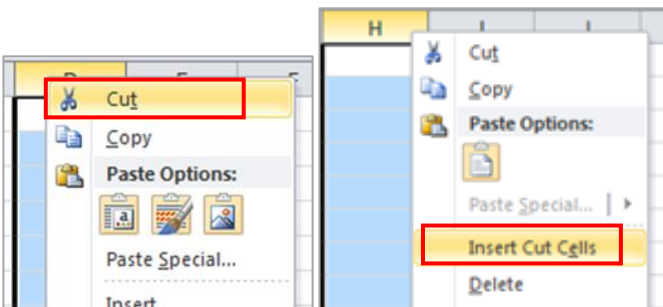 Cut
Copy
Paste Options:
a
Paste Special...
Insert
H
Cut
Copy
Paste Options:
Paste Special...
Insert Cut Cells
Delete